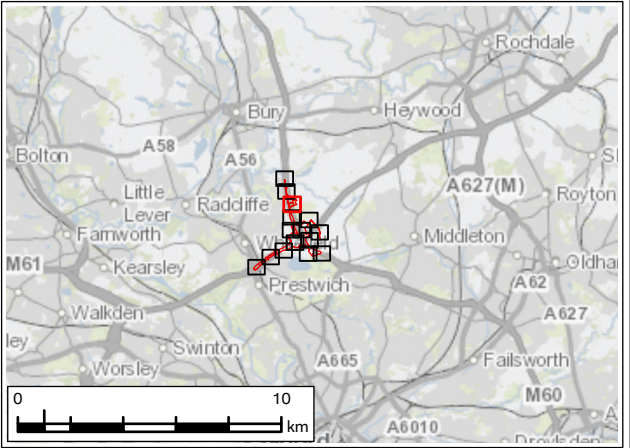 Rochdale
Bury
Heywood
A58
Bolton
A56
A627(M)
Little
Lever
Radcliffe
Royton
Farnworth
Middleton
M61
Kearsley
Prestwich
A62
Walkden
A627
Swinton
A665
Failsworth
Worsley
0 10
km
M60
A6010